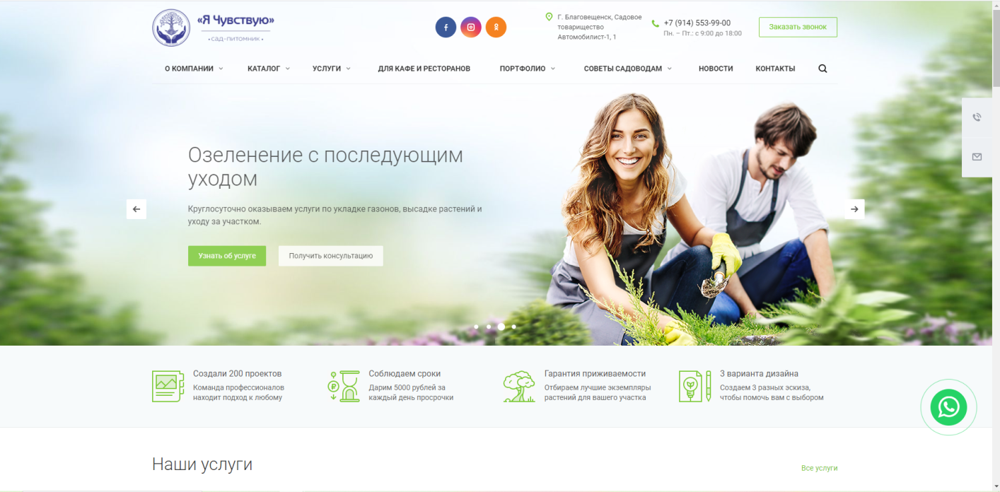 «Я Чувствую»
•сад-питомник•
Г. Благовещенск, Садовое
товарищество
Автомобилист-1, 1
+7 (914) 553-99-00
Пн. – Пт.: с 9:00 до 18:00
Заказать звонок
О КОМПАНИИ
КАТАЛОГ
УСЛУГИ
ДЛЯ КАФЕ И РЕСТОРАНОВ
ПОРТФОЛИО
СОВЕТЫ САДОВОДАМ
НОВОСТИ
КОНТАКТЫ
Озеленение с последующим
уходом
Круглосуточно оказываем услуги по укладке газонов, высадке растений и
уходу за участком.
Узнать об услуге
Получить консультацию
Создали 200 проектов
Команда профессионалов
находит подход к любому
Соблюдаем сроки
Дарим 5000 рублей за
каждый день просрочки
Гарантия приживаемости
Отбираем лучшие экземпляры
растений для вашего участка
3 варианта дизайна
Создаем 3 разных эскиза,
чтобы помочь вам с выбором
Наши услуги
Все услуги